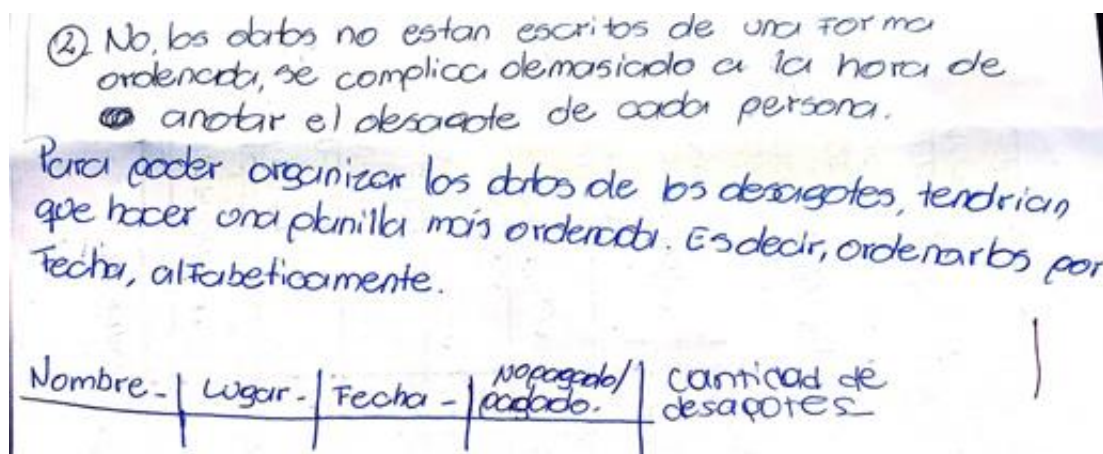 ② No, los datos no estan escritos de una forma
ordenada, se complica demasiado a la hora de
anotar el desagote de cada persona.
Para poder organizar los datos de los desagotes, tendrian
que hacer una planilla más ordenada. Es decir, ordenarlos por
Fecha, alfabeticamente.
Nombre - | Lugar - | Fecha - | No pagado/ pagado. | cantidad de desagotes